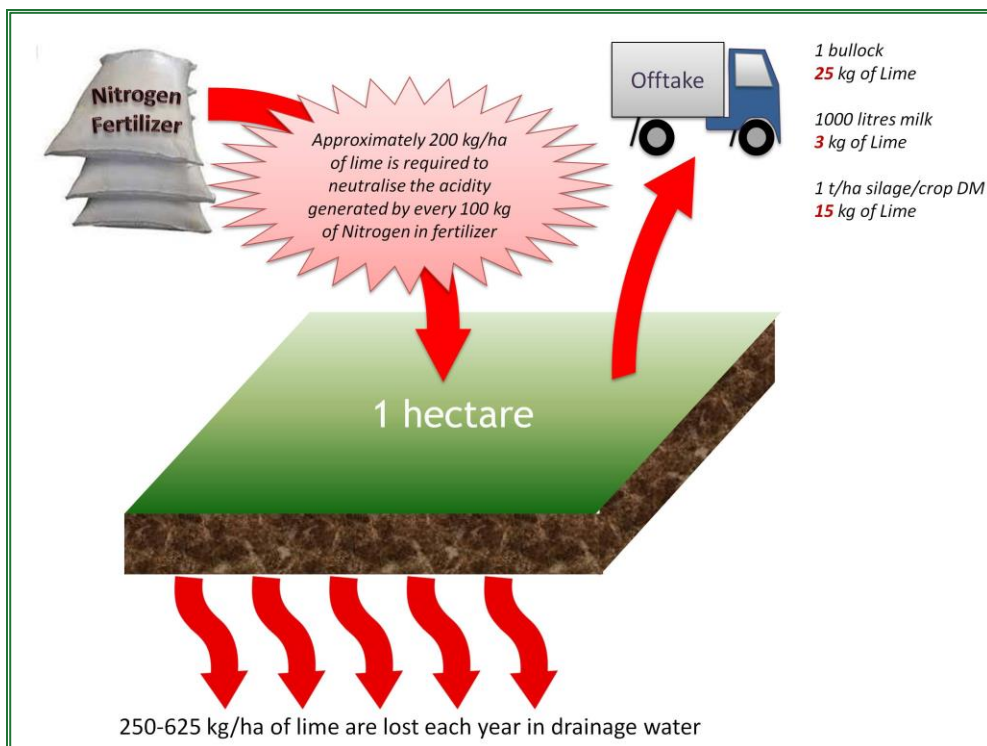 Nitrogen
Fertilizer
Approximately 200 kg/ha
of lime is required to
neutralise the acidity
generated by every 100 kg
of Nitrogen in fertilizer
Offtake
1 bullock
25 kg of Lime
1000 litres milk
3 kg of Lime
1 t/ha silage/crop DM
15 kg of Lime
1 hectare
250-625 kg/ha of lime are lost each year in drainage water